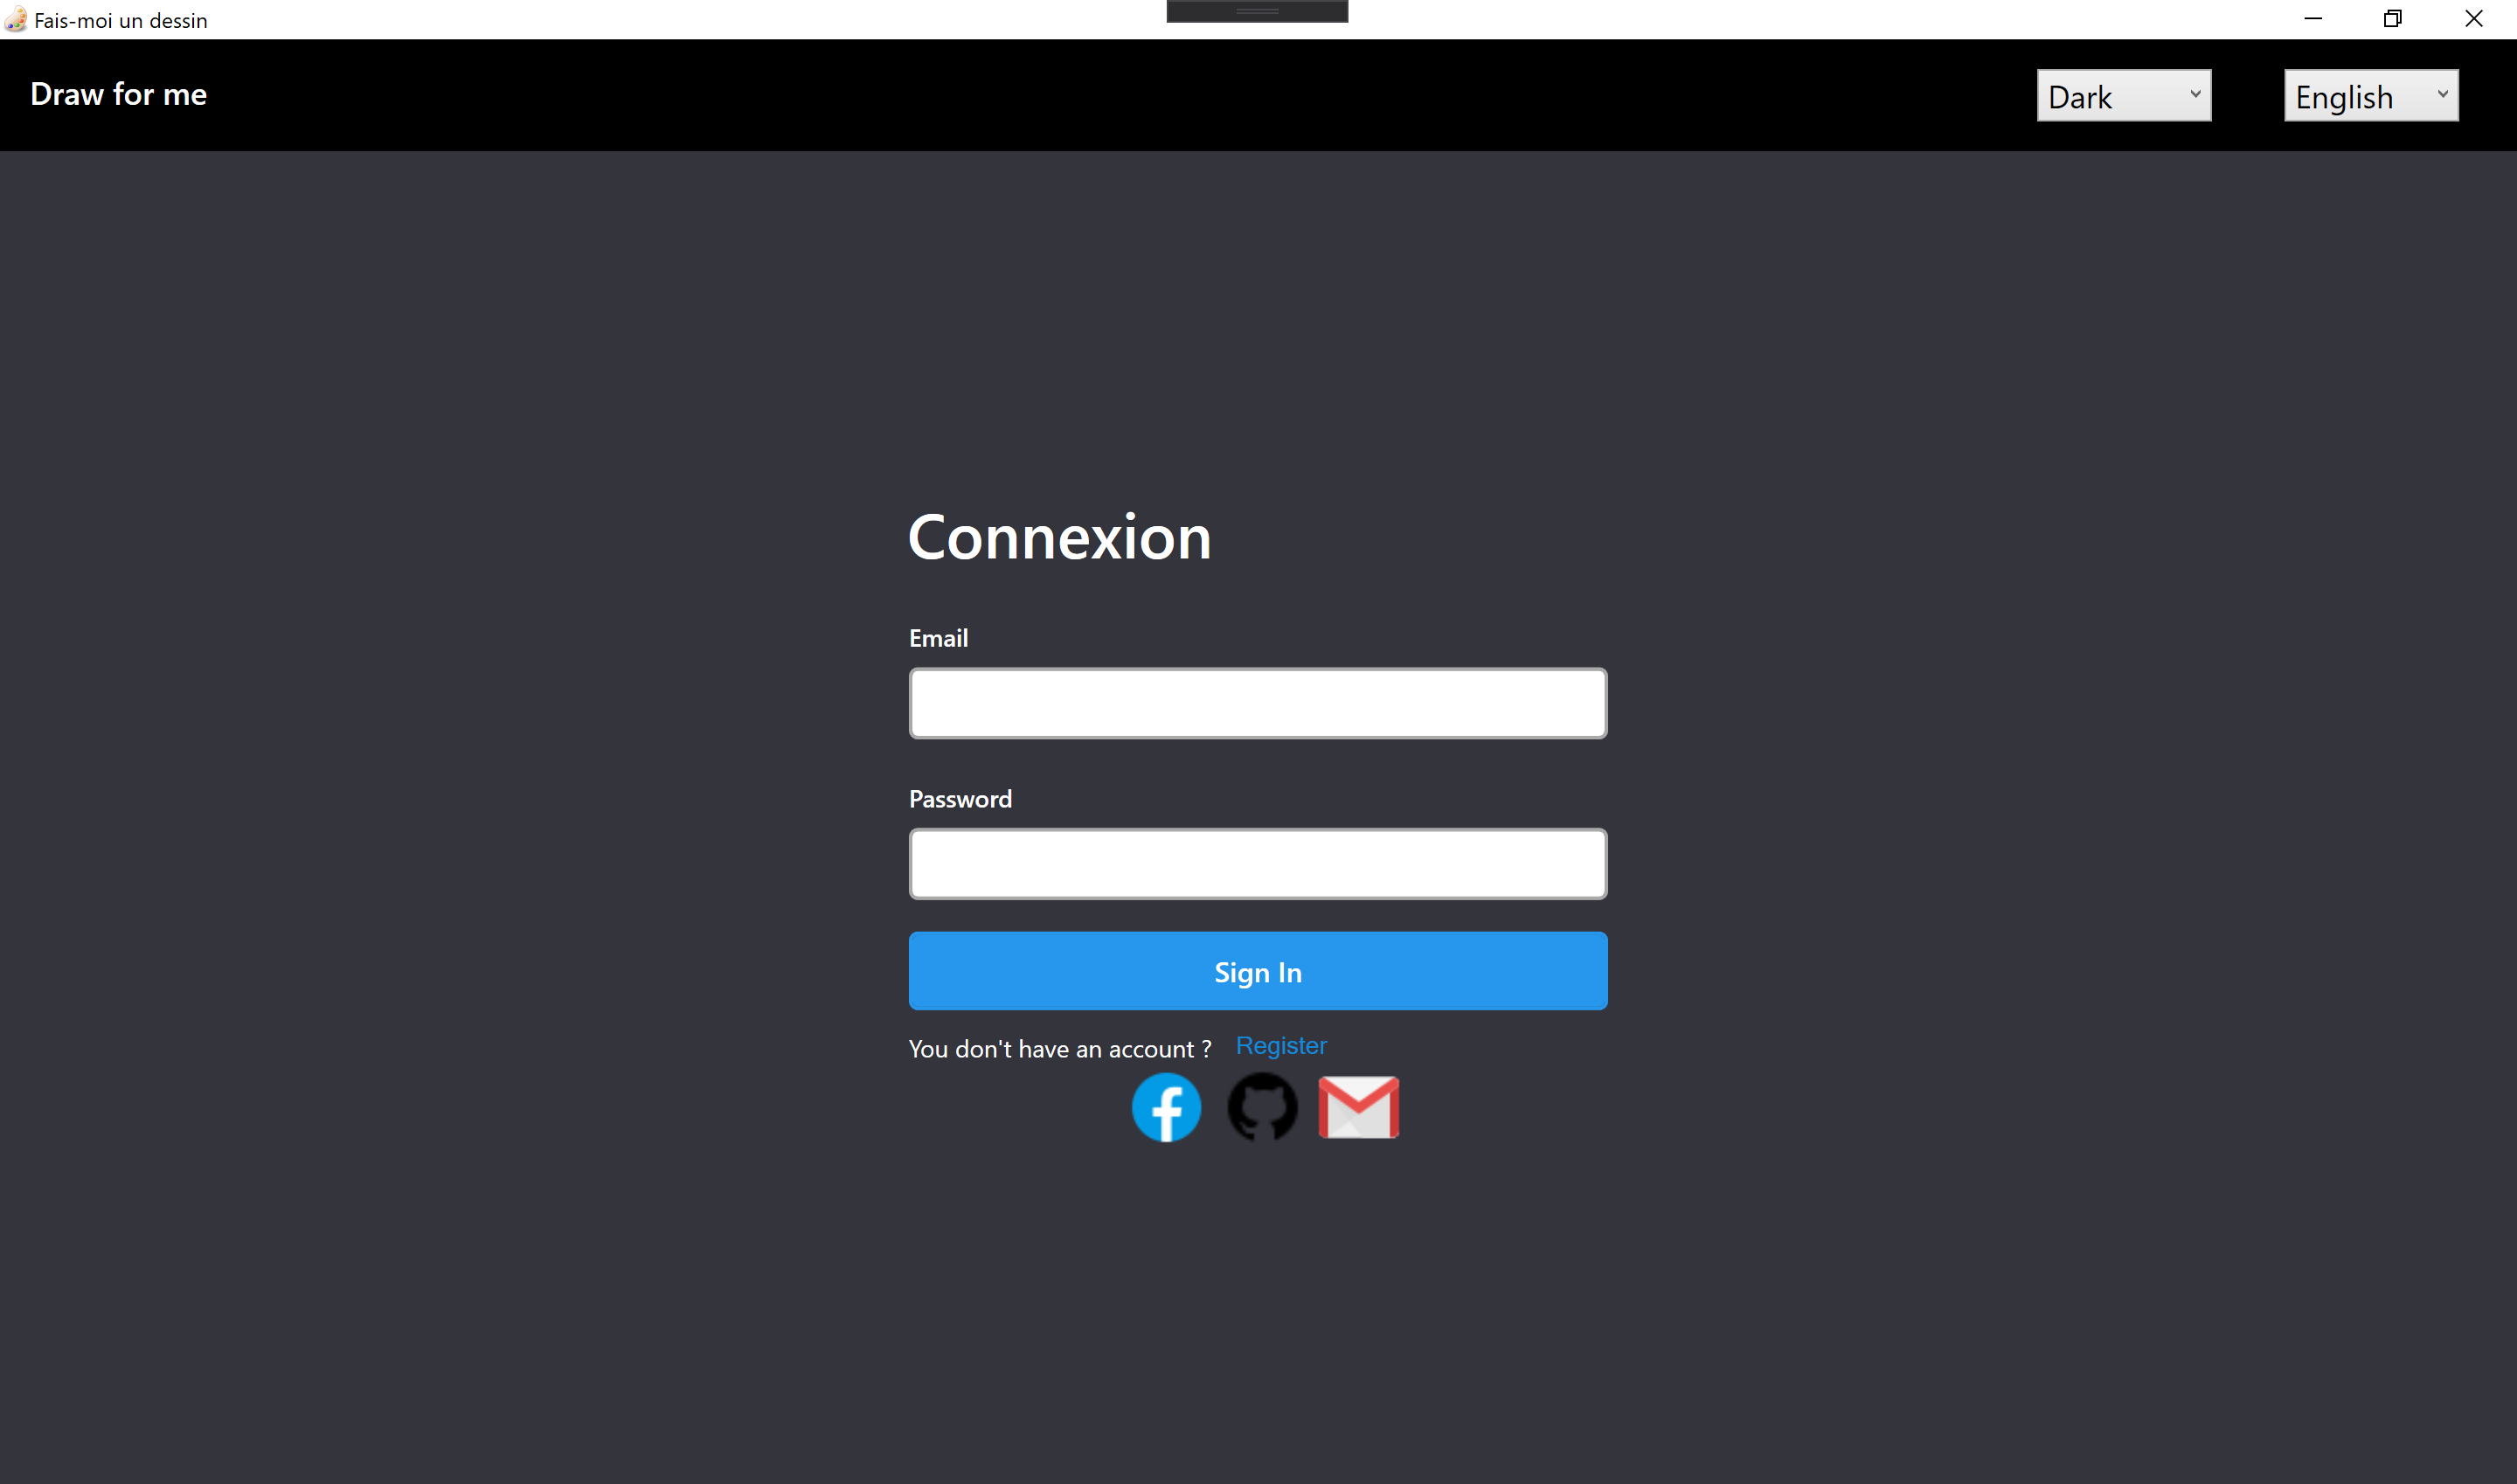 Fais-moi un dessin
Draw for me
Dark
English
Connexion
Email
Password
Sign In
You don't have an account ? Register